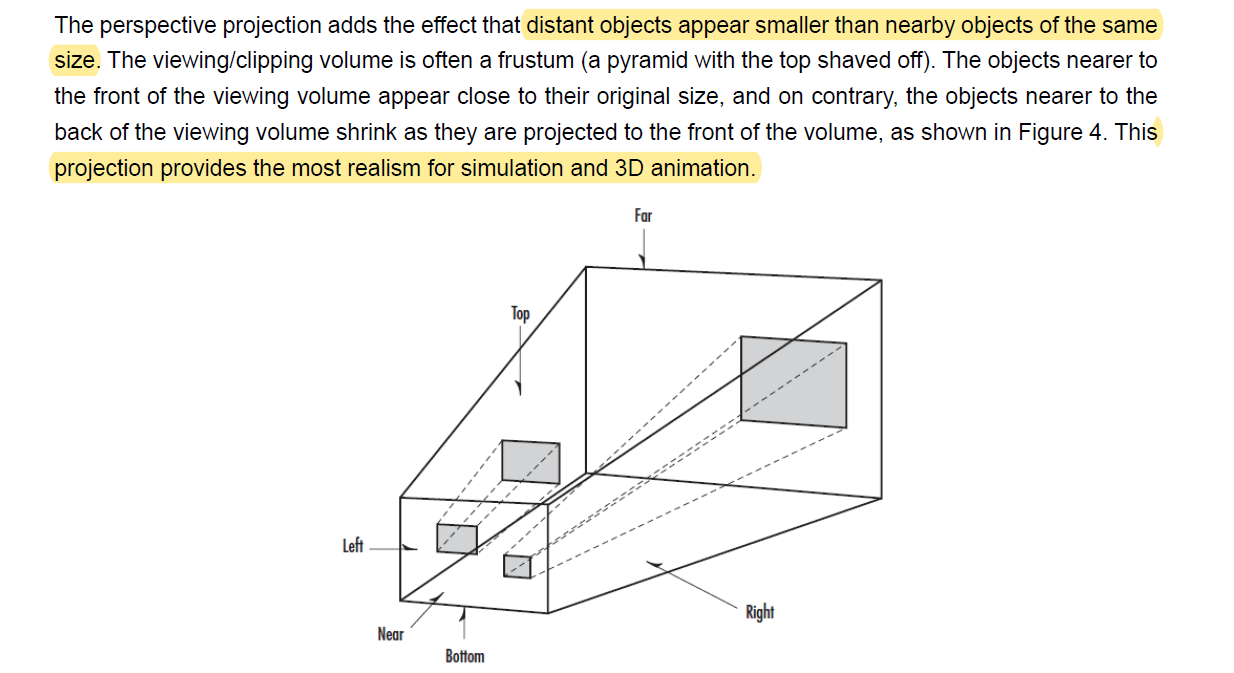 The perspective projection adds the effect that distant objects appear smaller than nearby objects of the same
size. The viewing/clipping volume is often a frustum (a pyramid with the top shaved off). The objects nearer to
the front of the viewing volume appear close to their original size, and on contrary, the objects nearer to the
back of the viewing volume shrink as they are projected to the front of the volume, as shown in Figure 4. This
projection provides the most realism for simulation and 3D animation.
Far
Top
Left
Right
Near
Bottom